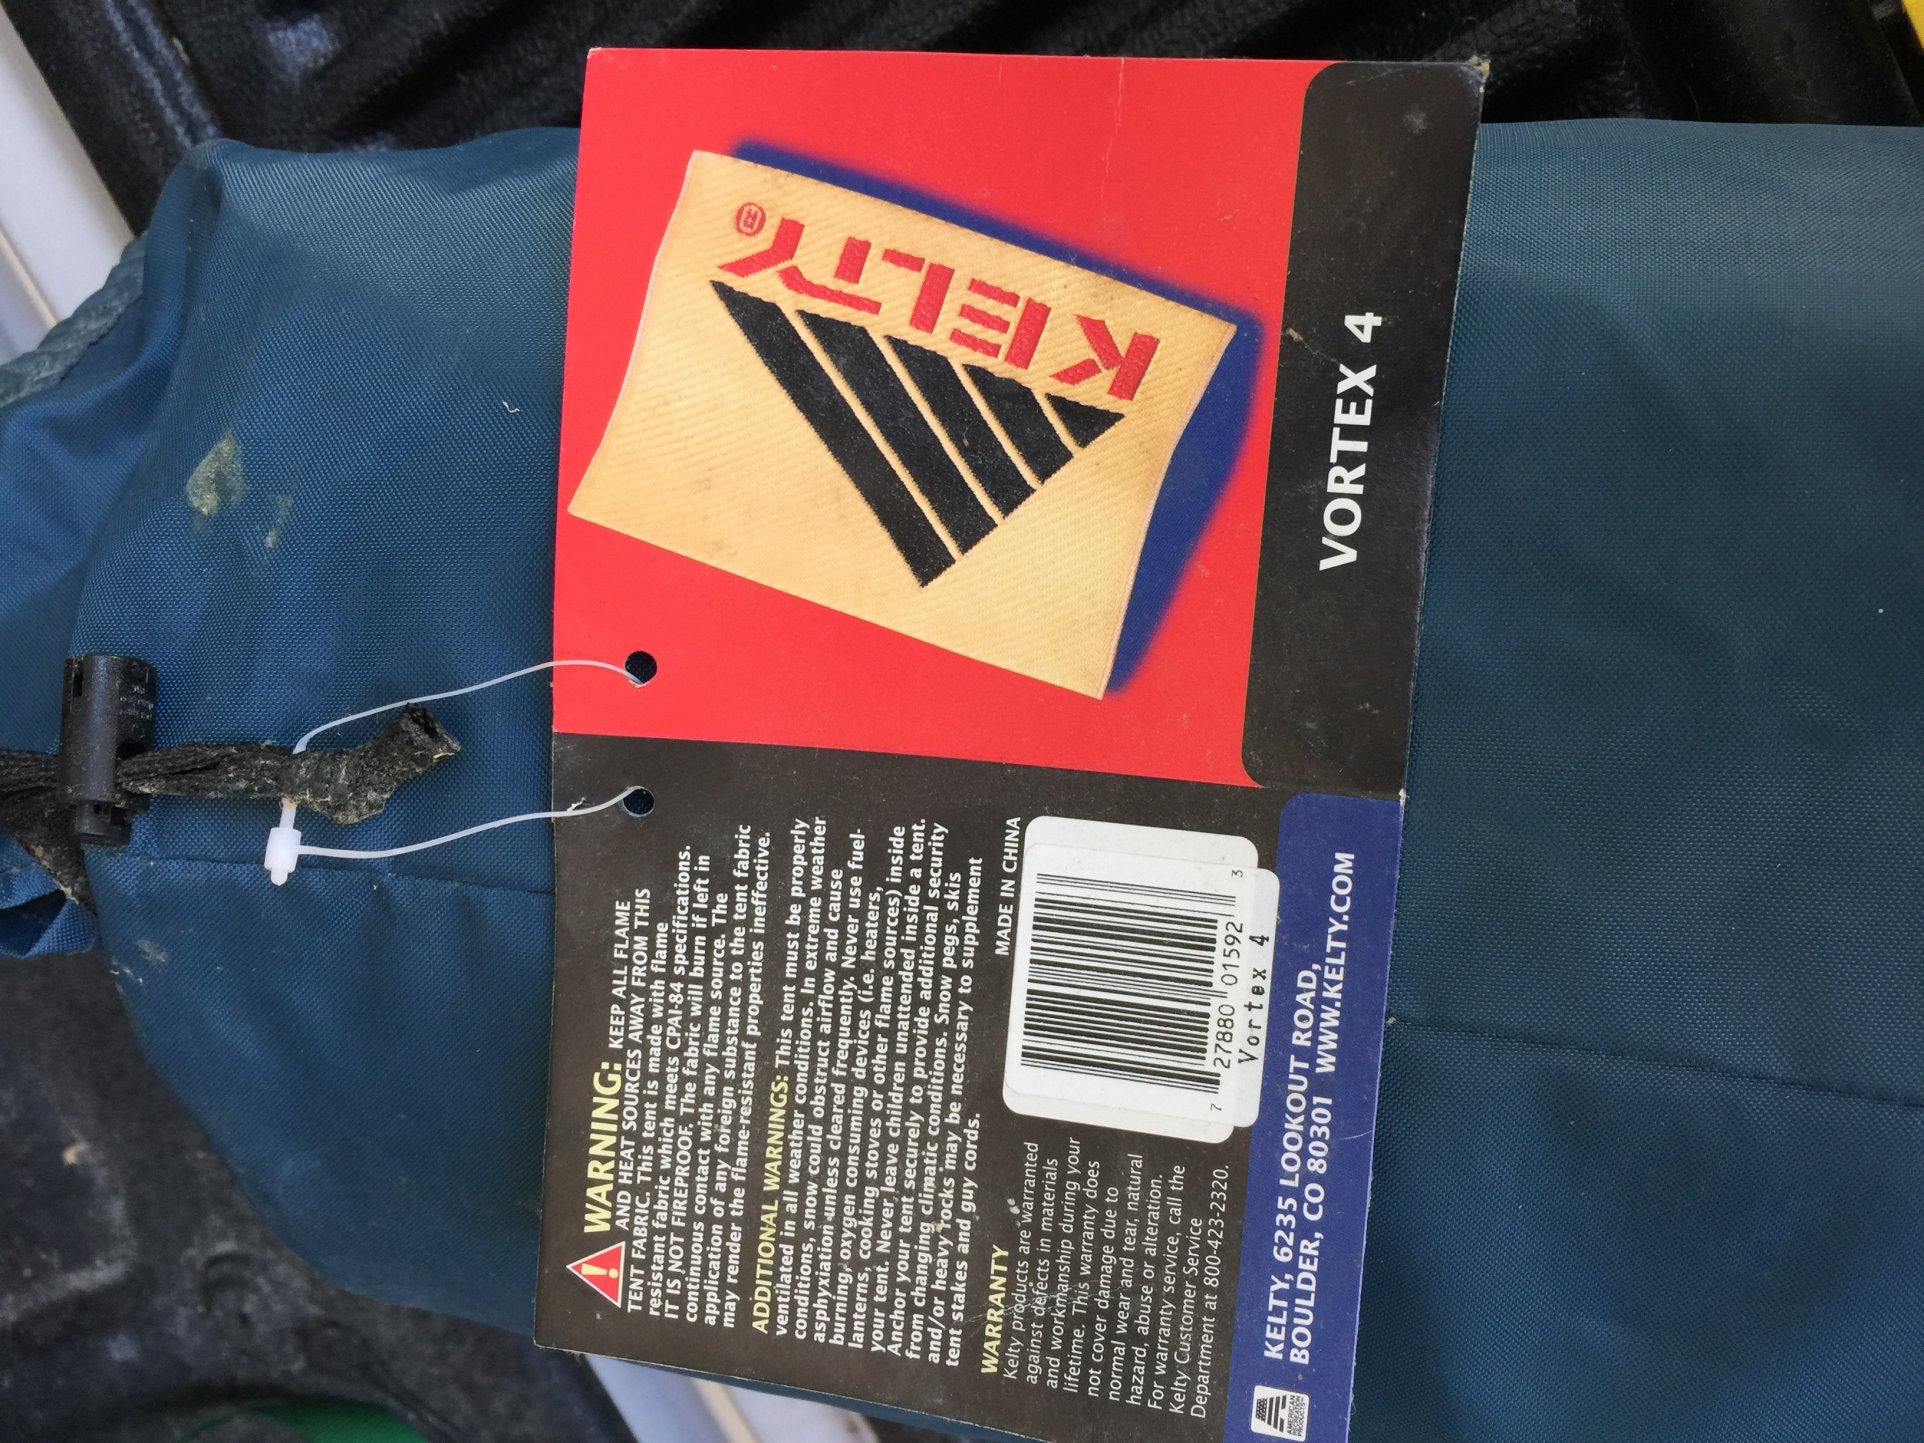 KELTY®
VORTEX 4
WARNING: KEEP ALL FLAME
AND HEAT SOURCES AWAY FROM THIS
TENT FABRIC. This tent is made with flame
resistant fabric which meets CPAI-84 specifications.
IT IS NOT FIREPROOF. The fabric will burn if left in
continuous contact with any flame source. The
application of any foreign substance to the tent fabric
may render the flame-resistant properties ineffective.
ADDITIONAL WARNINGS: This tent must be properly
ventilated in all weather conditions. In extreme weather
conditions, snow could obstruct airflow and cause
asphyxiation unless cleared frequently. Never use fuel-
burning, oxygen consuming devices (i.e. heaters,
lanterns, cooking stoves or other flame sources) inside
your tent. Never leave children unattended inside a tent.
Anchor your tent securely to provide additional security
from changing climatic conditions. Snow pegs, skis
and/or heavy rocks may be necessary to supplement
tent stakes and guy cords.
WARRANTY
Kelty products are warranted
against defects in materials
and workmanship during your
lifetime. This warranty does
not cover damage due to
normal wear and tear, natural
hazard, abuse or alteration.
For warranty service, call the
Kelty Customer Service
Department at 800-423-2320.
MADE IN CHINA
7 27880 01592 3
Vortex 4
KELTY, 6235 LOOKOUT ROAD,
BOULDER, CO 80301 WWW.KELTY.COM
AMERICAN
RECREATION
PRODUCTS